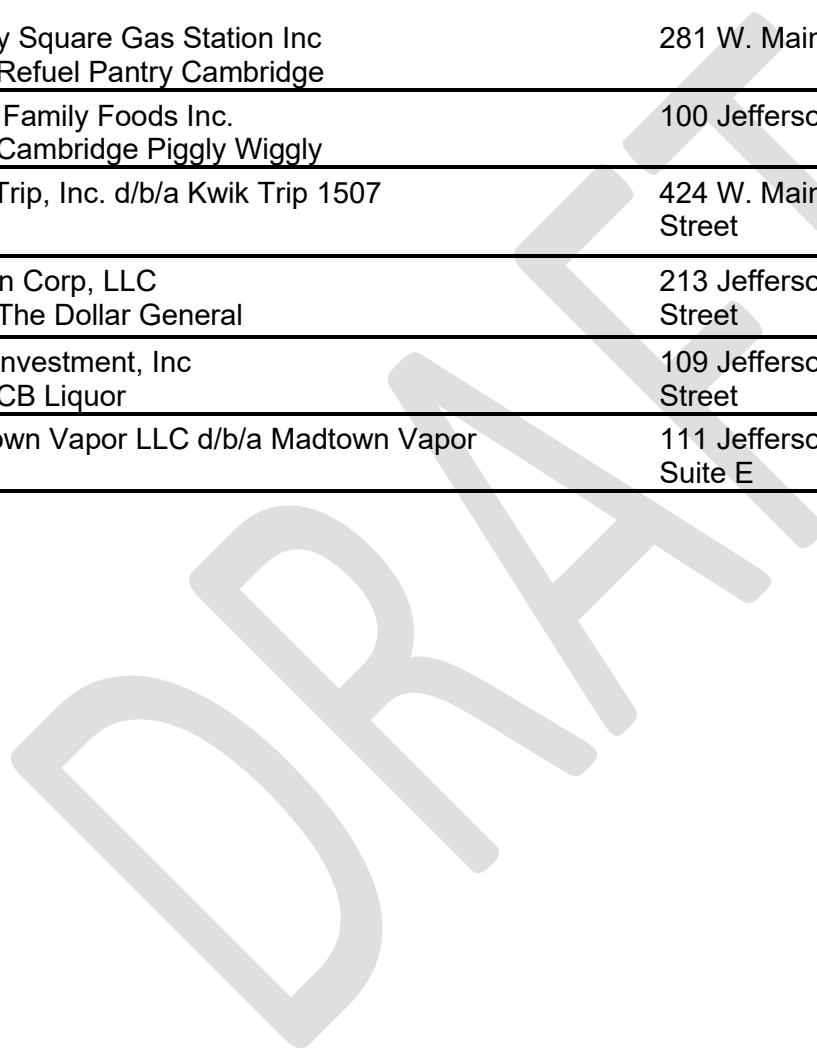 y Square Gas Station Inc 281 W. Main
Refuel Pantry Cambridge
Family Foods Inc. 100 Jefferso
Cambridge Piggly Wiggly
Trip, Inc. d/b/a Kwik Trip 1507 424 W. Main
Street
n Corp, LLC 213 Jefferso
The Dollar General Street
nvestment, Inc 109 Jefferso
CB Liquor Street
own Vapor LLC d/b/a Madtown Vapor 111 Jefferso
Suite E
DRAFT